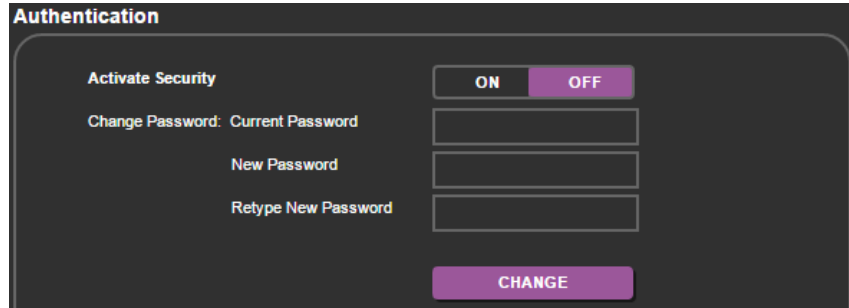 Authentication
Activate Security ON OFF
Change Password: Current Password
New Password
Retype New Password
CHANGE